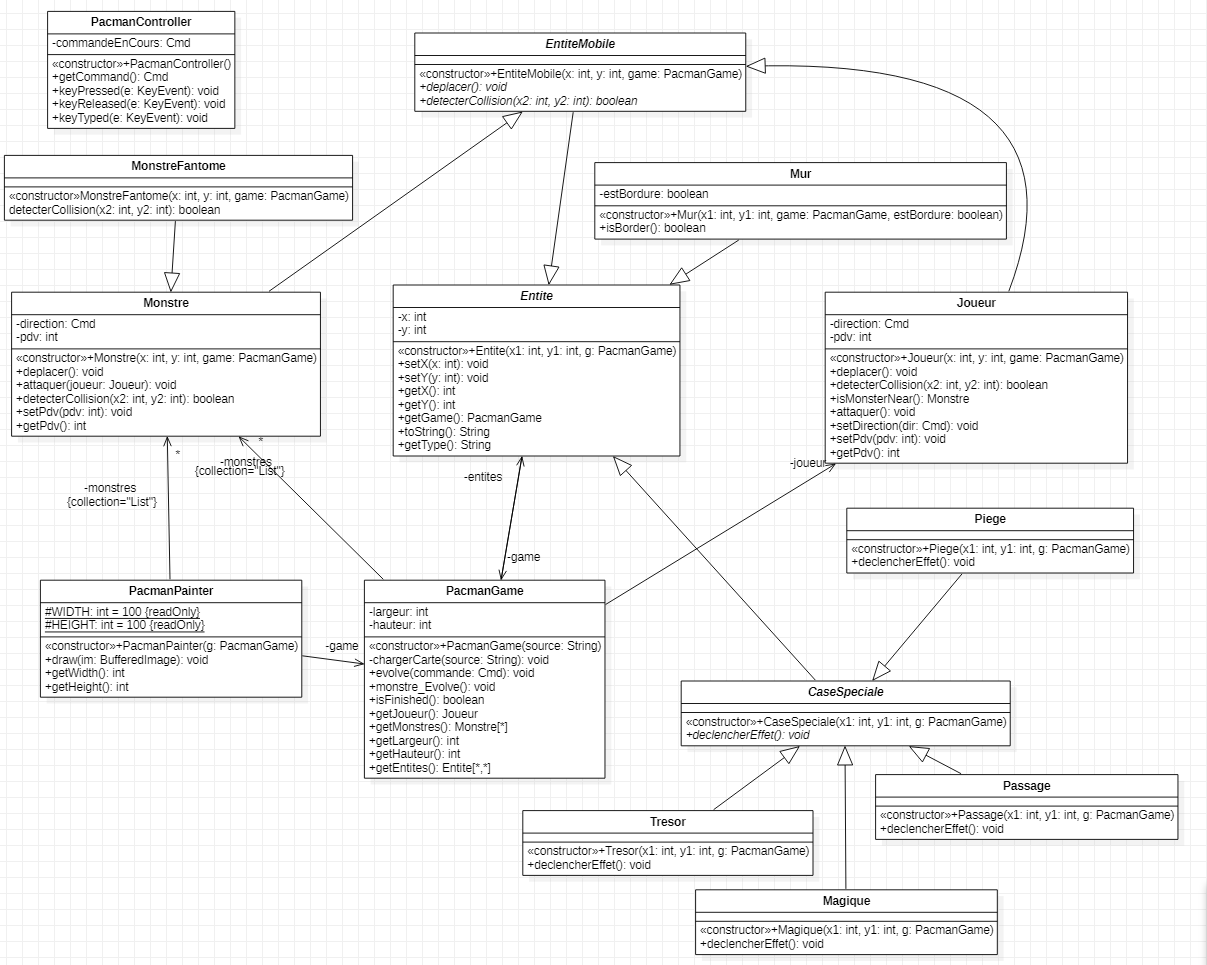 PacmanController
-commandeEnCours: Cmd
«constructor»+PacmanController()
+getCommand(): Cmd
+keyPressed(e: KeyEvent): void
+keyReleased(e: KeyEvent): void
+keyTyped(e: KeyEvent): void
EntiteMobile
«constructor»+EntiteMobile(x: int, y: int, game: PacmanGame)
+deplacer(): void
+detecterCollision(x2: int, y2: int): boolean
MonstreFantome
«constructor»MonstreFantome(x: int, y: int, game: PacmanGame)
detecterCollision(x2: int, y2: int): boolean
Mur
-estBordure: boolean
«constructor»+Mur(x1: int, y1: int, game: PacmanGame, estBordure: boolean)
+isBorder(): boolean
Monstre
-direction: Cmd
-pdv: int
«constructor»+Monstre(x: int, y: int, game: PacmanGame)
+deplacer(): void
+attaquer(joueur: Joueur): void
+detecterCollision(x2: int, y2: int): boolean
+setPdv(pdv: int): void
+getPdv(): int
Entite
-x: int
-y: int
«constructor»+Entite(x1: int, y1: int, g: PacmanGame)
+setX(x: int): void
+setY(y: int): void
+getX(): int
+getY(): int
+getGame(): PacmanGame
+toString(): String
+getType(): String
Joueur
-direction: Cmd
-pdv: int
«constructor»+Joueur(x: int, y: int, game: PacmanGame)
+deplacer(): void
+detecterCollision(x2: int, y2: int): boolean
+isMonsterNear(): Monstre
+attaquer(): void
+setDirection(dir: Cmd): void
+setPdv(pdv: int): void
+getPdv(): int
*
*
-monstres
{collection="List"}
-monstres
{collection="List"}
-entites
-joueur
-game
-game
PacmanPainter
#WIDTH: int = 100 {readOnly}
#HEIGHT: int = 100 {readOnly}
«constructor»+PacmanPainter(g: PacmanGame)
+draw(im: BufferedImage): void
+getWidth(): int
+getHeight(): int
PacmanGame
-largeur: int
-hauteur: int
«constructor»+PacmanGame(source: String)
-chargerCarte(source: String): void
+evolve(commande: Cmd): void
+monstre_Evolve(): void
+isFinished(): boolean
+getJoueur(): Joueur
+getMonstres(): Monstre[*]
+getLargeur(): int
+getHauteur(): int
+getEntites(): Entite[*,*]
Piege
«constructor»+Piege(x1: int, y1: int, g: PacmanGame)
+declencherEffet(): void
CaseSpeciale
«constructor»+CaseSpeciale(x1: int, y1: int, g: PacmanGame)
+declencherEffet(): void
Passage
«constructor»+Passage(x1: int, y1: int, g: PacmanGame)
+declencherEffet(): void
Tresor
«constructor»+Tresor(x1: int, y1: int, g: PacmanGame)
+declencherEffet(): void
Magique
«constructor»+Magique(x1: int, y1: int, g: PacmanGame)
+declencherEffet(): void